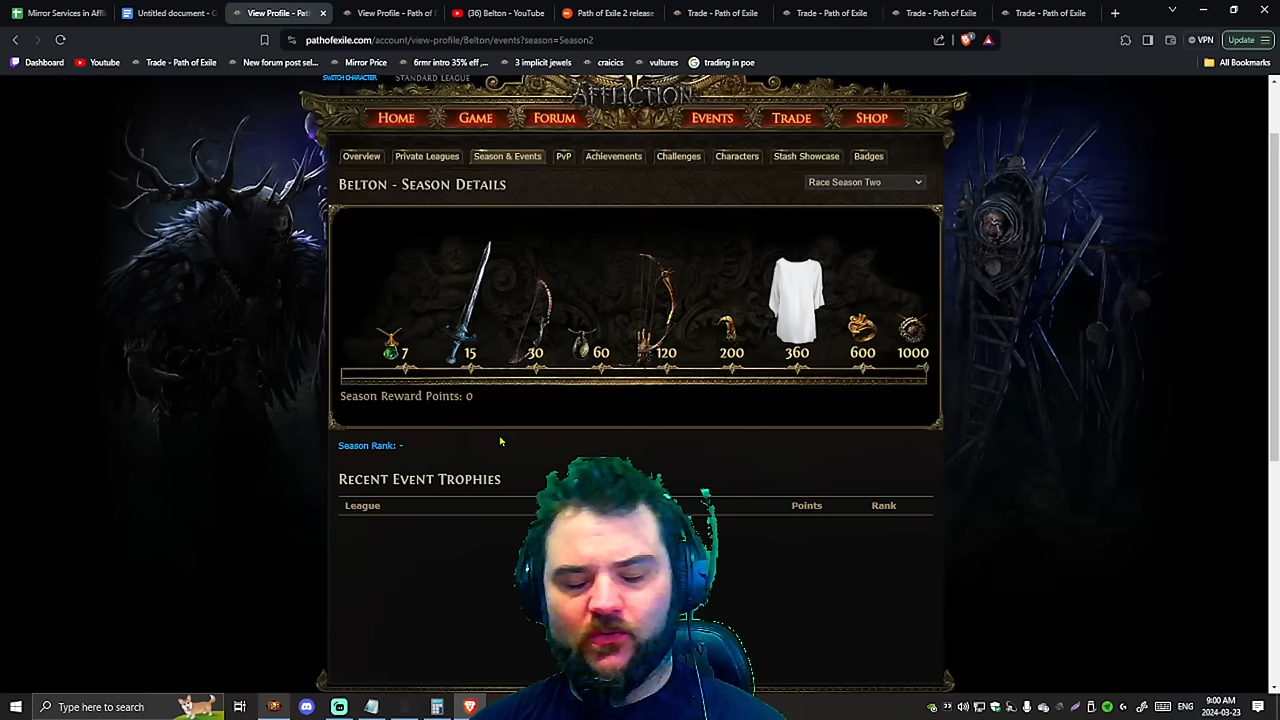 Mirror Services in Affli
Untitled document - G
View Profile - Pat
View Profile - Path of E
(36) Belton - YouTube
Path of Exile 2 release
Trade - Path of Exile
Trade - Path of Exile
Trade - Path of Exile
Trade - Path of Exile
pathofexile.com/account/view-profile/Belton/events?season=Season2
VPN
Update
Dashboard
Youtube
Trade - Path of Exile
New forum post sel...
Mirror Price
6rmr intro 35% eff ,...
3 implicit jewels
craicics
vultures
trading in poe
All Bookmarks
SWITCH CHARACTER
STANDARD LEAGUE
AFFLICTION
HOME
GAME
FORUM
EVENTS
TRADE
SHOP
Overview
Private Leagues
Season & Events
PvP
Achievements
Challenges
Characters
Stash Showcase
Badges
BELTON - SEASON DETAILS
Race Season Two
7
15
30
60
120
200
360
600
1000
Season Reward Points: 0
Season Rank: -
RECENT EVENT TROPHIES
League
Points
Rank
Type here to search
ENG
9:00 AM
2024-03-23